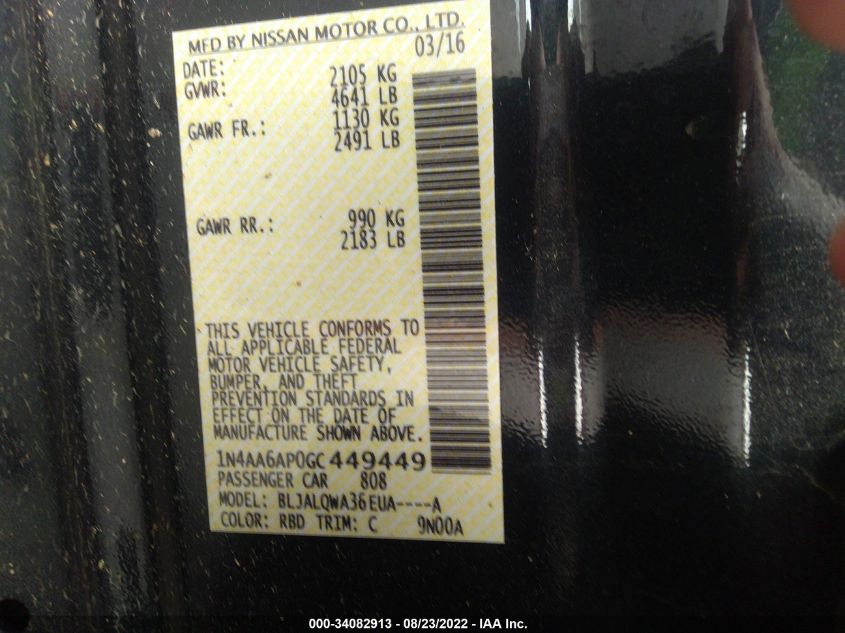 MFD BY NISSAN MOTOR CO., LTD.
DATE: 03/16
GVWR: 2105 KG
4641 LB
GAWR FR.: 1130 KG
2491 LB
GAWR RR.: 990 KG
2183 LB
THIS VEHICLE CONFORMS TO
ALL APPLICABLE FEDERAL
MOTOR VEHICLE SAFETY,
BUMPER, AND THEFT
PREVENTION STANDARDS IN
EFFECT ON THE DATE OF
MANUFACTURE SHOWN ABOVE.
1N4AA6AP0GC449449
PASSENGER CAR 808
MODEL: BLJALQWA36EUA----A
COLOR: RBD TRIM: C 9N00A
000-34082913 - 08/23/2022 - IAA Inc.